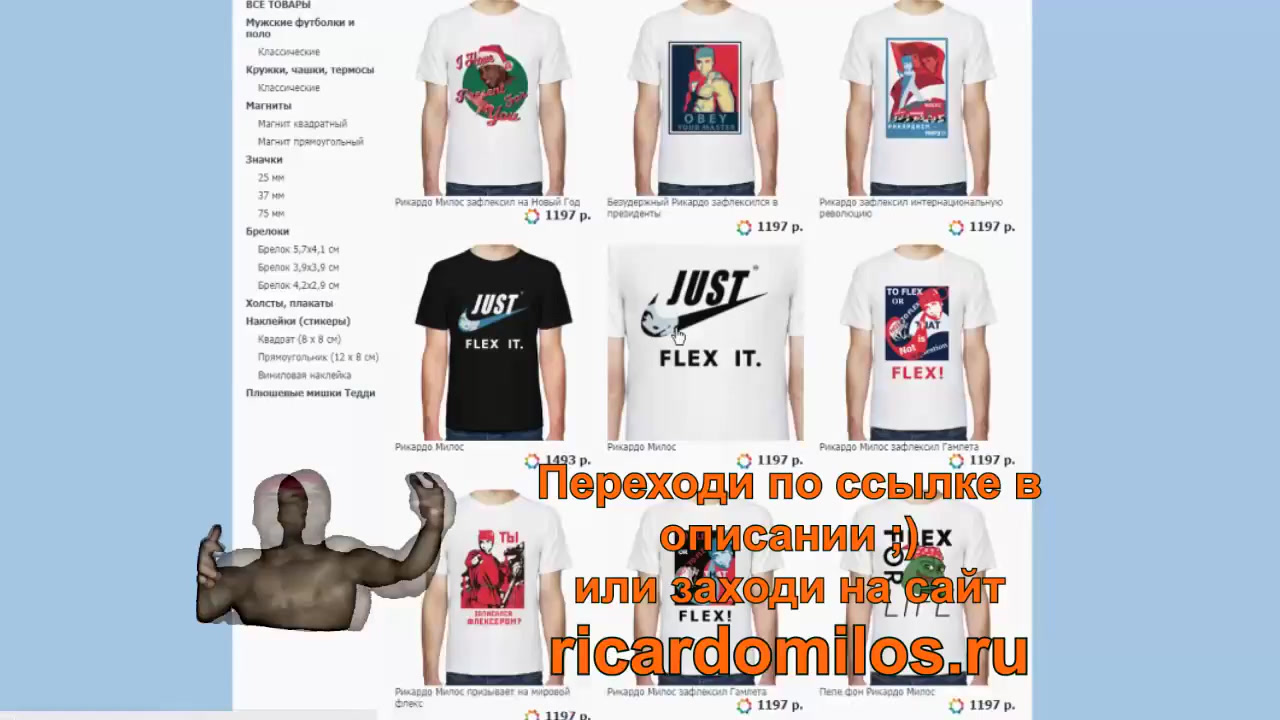 ВСЕ ТОВАРЫ
Мужские футболки и
поло
Классические
Кружки, чашки, термосы
Классические
Магниты
Магнит квадратный
Магнит прямоугольный
Значки
25 мм
37 мм
75 мм
Брелоки
Брелок 5,7x4,1 см
Брелок 3,9x3,9 см
Брелок 4,2x2,9 см
Холсты, плакаты
Наклейки (стикеры)
Квадрат (8 x 8 см)
Прямоугольник (12 x 8 см)
Виниловая наклейка
Плюшевые мишки Тедди
I Have
Present For
You
Рикардо Милос зафлексил на Новый Год
1197 р.
OBEY
YOUR MASTER
Безудержный Рикардо зафлексился в
президенты
1197 р.
Рикардо зафлексил интернациональную
революцию
1197 р.
JUST
FLEX IT.
Рикардо Милос
1493 р.
JUST
FLEX IT.
Рикардо Милос
1197 р.
TO FLEX
OR
Not
is
FLEX!
Рикардо Милос зафлексил Гамлета
1197 р.
ТЫ
ЗАПИСАЛСЯ
ФЛЕКСЕРОМ?
Рикардо Милос призывает на мировой
флекс
1197 р.
FLEX!
Рикардо Милос зафлексил Гамлета
1197 р.
FLEX
FOR
LIFE
Пепе фон Рикардо Милос
1197 р.
Переходи по ссылке в
описании ;)
или заходи на сайт
ricardomilos.ru